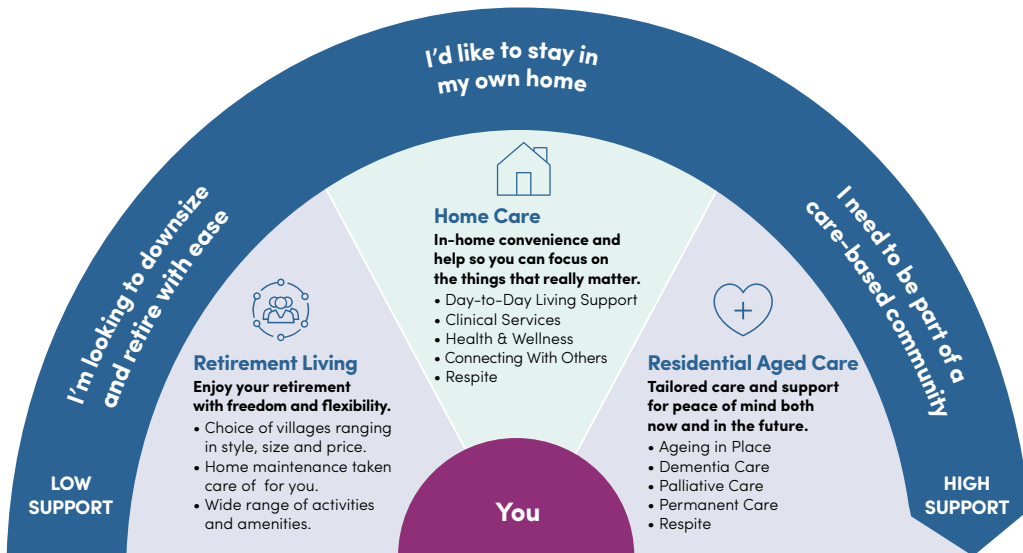 I'd like to stay in
my own home
I'm looking to downsize
and retire with ease
I need to be part of a
care-based community
Home Care
In-home convenience and
help so you can focus on
the things that really matter.
• Day-to-Day Living Support
• Clinical Services
• Health & Wellness
• Connecting With Others
• Respite
Retirement Living
Enjoy your retirement
with freedom and flexibility.
• Choice of villages ranging
in style, size and price.
• Home maintenance taken
care of for you.
• Wide range of activities
and amenities.
Residential Aged Care
Tailored care and support
for peace of mind both
now and in the future.
• Ageing in Place
• Dementia Care
• Palliative Care
• Permanent Care
• Respite
LOW
SUPPORT
You
HIGH
SUPPORT